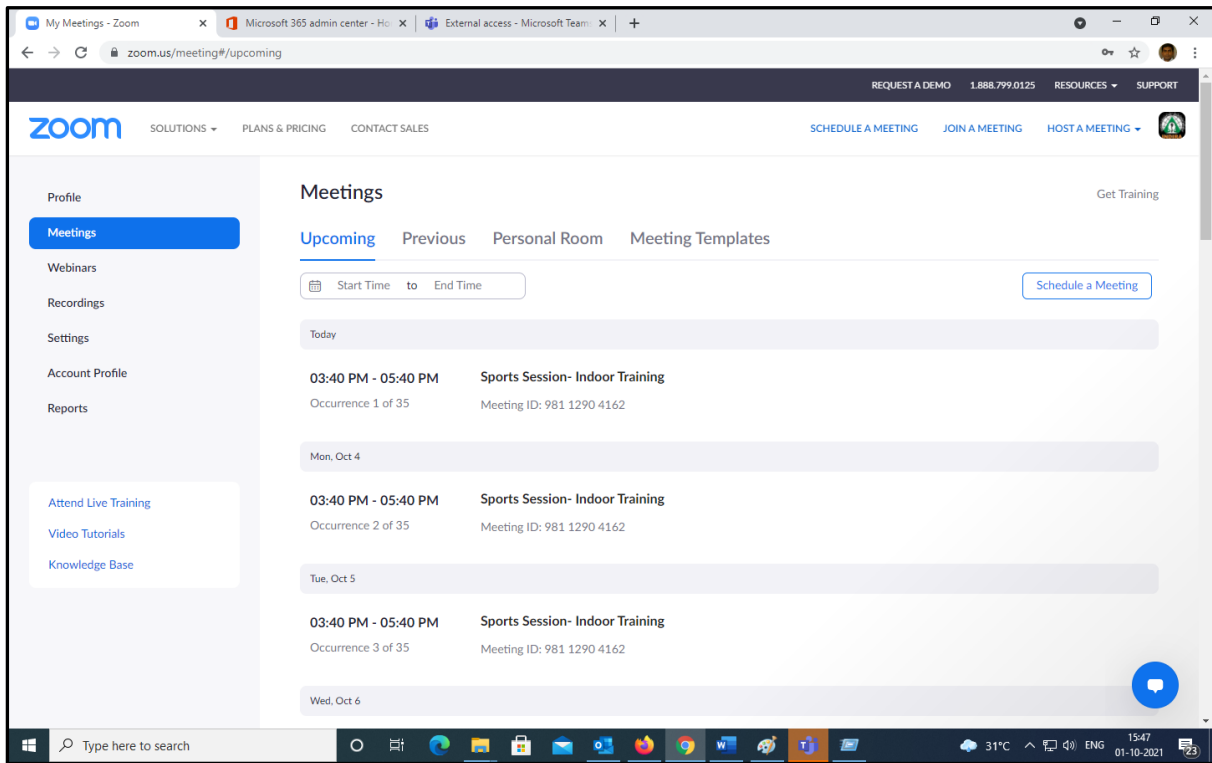 My Meetings - Zoom
Microsoft 365 admin center - Ho
External access - Microsoft Teams
zoom.us/meeting#/upcoming
REQUEST A DEMO 1.888.799.0125 RESOURCES SUPPORT
zoom SOLUTIONS PLANS & PRICING CONTACT SALES SCHEDULE A MEETING JOIN A MEETING HOST A MEETING
Profile
Meetings
Webinars
Recordings
Settings
Account Profile
Reports
Attend Live Training
Video Tutorials
Knowledge Base
Meetings
Get Training
Upcoming Previous Personal Room Meeting Templates
Start Time to End Time
Schedule a Meeting
Today
03:40 PM - 05:40 PM Sports Session- Indoor Training
Occurrence 1 of 35 Meeting ID: 981 1290 4162
Mon, Oct 4
03:40 PM - 05:40 PM Sports Session- Indoor Training
Occurrence 2 of 35 Meeting ID: 981 1290 4162
Tue, Oct 5
03:40 PM - 05:40 PM Sports Session- Indoor Training
Occurrence 3 of 35 Meeting ID: 981 1290 4162
Wed, Oct 6
Type here to search
31°C ENG 15:47
01-10-2021
23